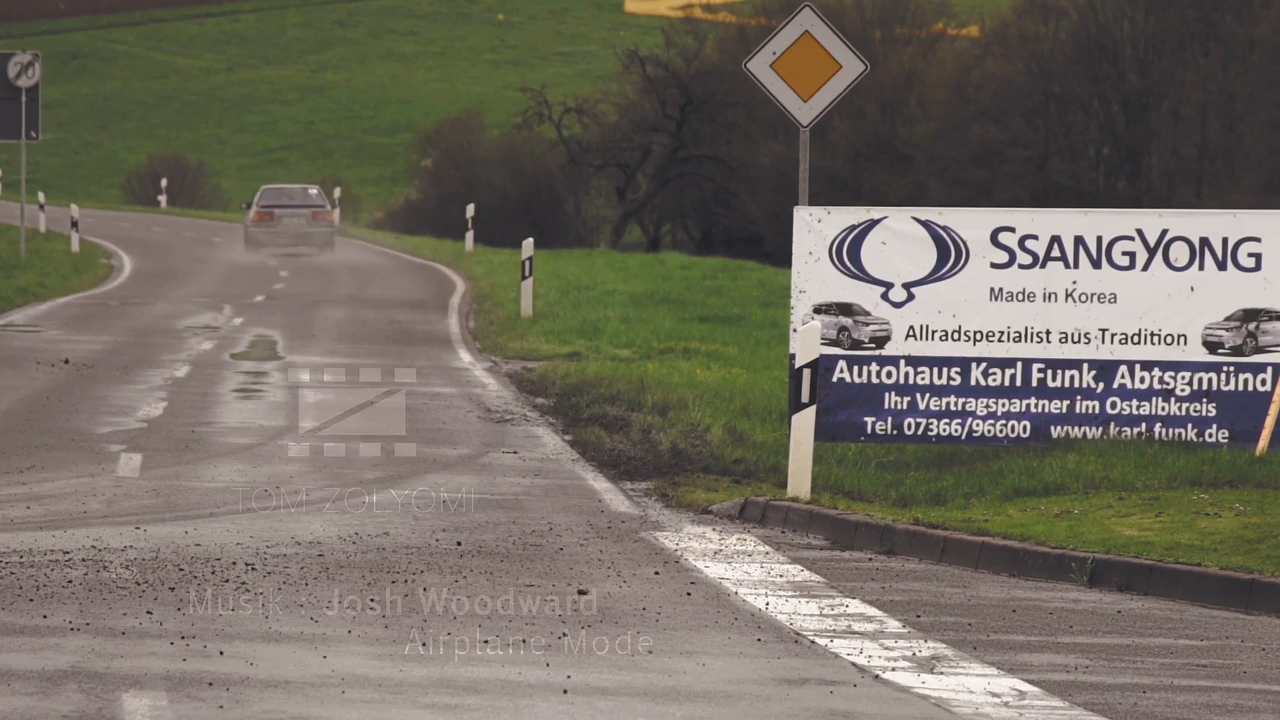 70
SSANGYONG
Made in Korea
Allradspezialist aus Tradition
Autohaus Karl Funk, Abtsgmünd
Ihr Vertragspartner im Ostalbkreis
Tel. 07366/96600 www.karl-funk.de
TOM ZOLYOMI
Musik : Josh Woodward
Airplane Mode